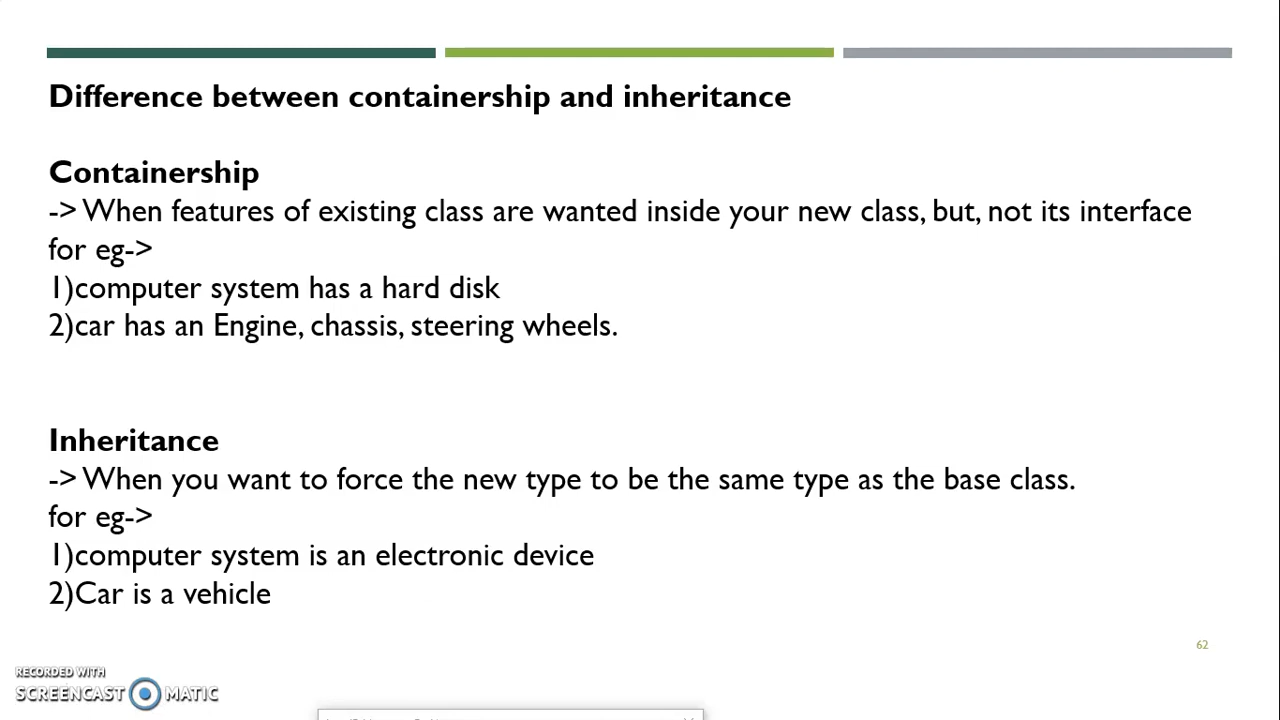 Difference between containership and inheritance
Containership
-> When features of existing class are wanted inside your new class, but, not its interface
for eg->
1)computer system has a hard disk
2)car has an Engine, chassis, steering wheels.
Inheritance
-> When you want to force the new type to be the same type as the base class.
for eg->
1)computer system is an electronic device
2)Car is a vehicle
62
RECORDED WITH
SCREENCAST MATIC